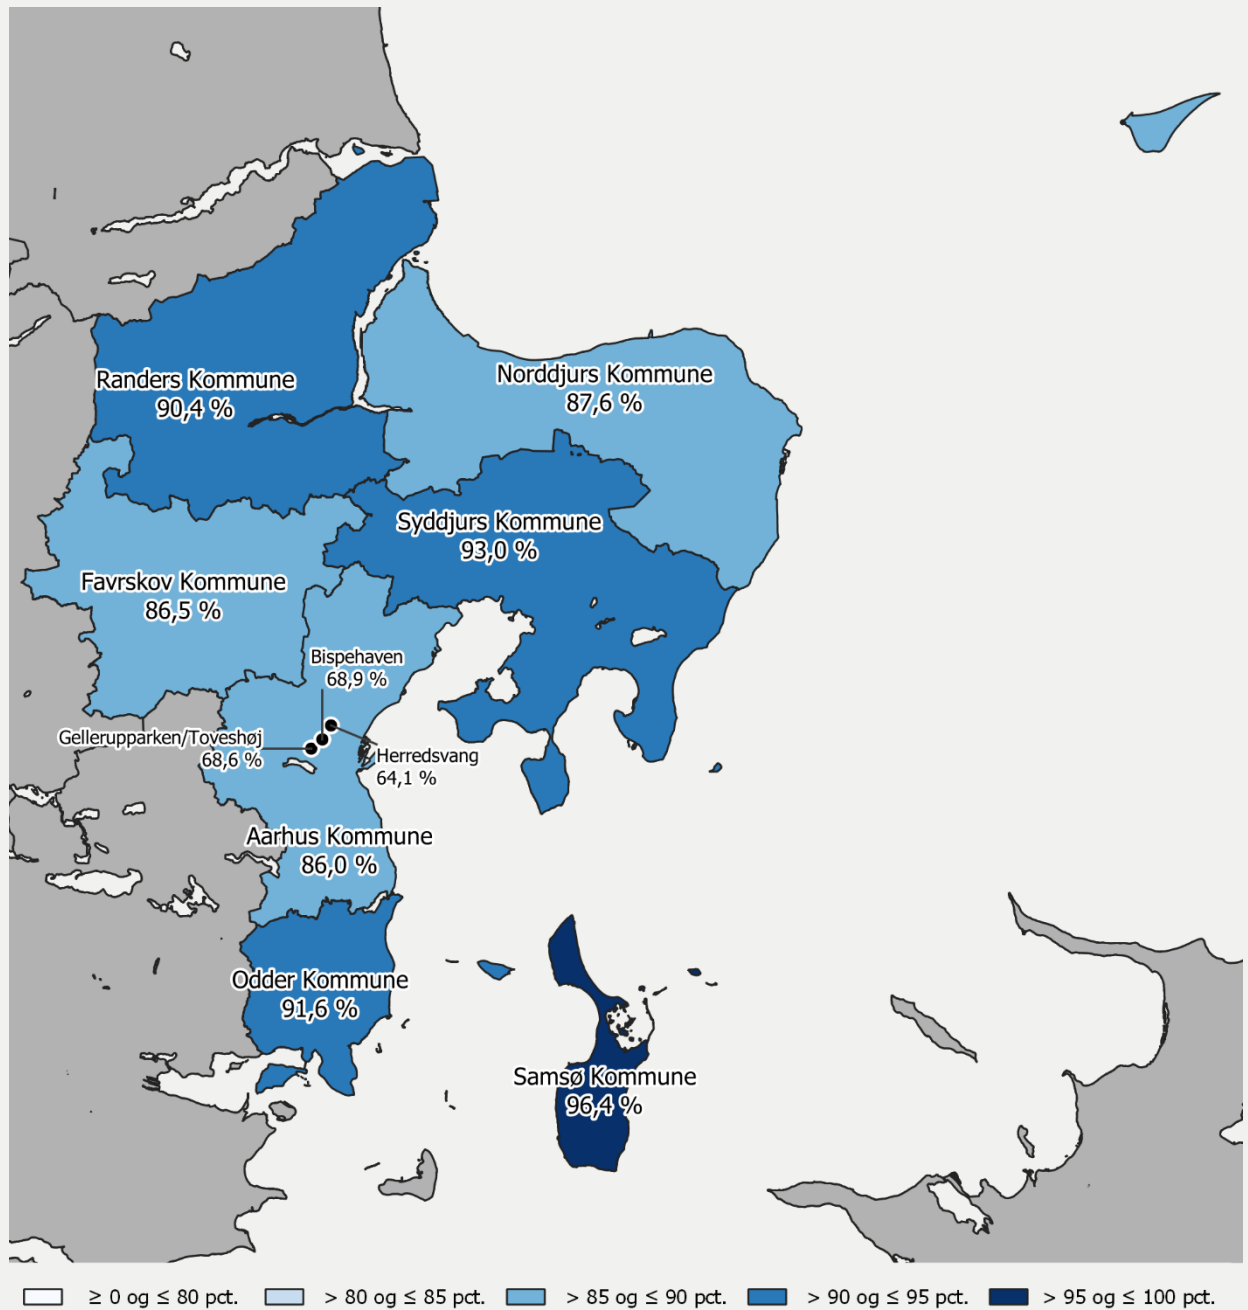 Randers Kommune
90,4 %
Norddjurs Kommune
87,6 %
Syddjurs Kommune
93,0 %
Favrskov Kommune
86,5 %
Bispehaven
68,9 %
Gellerupparken/Toveshøj
68,6 %
Herredsvang
64,1 %
Aarhus Kommune
86,0 %
Odder Kommune
91,6 %
Samsø Kommune
96,4 %
≥ 0 og ≤ 80 pct. > 80 og ≤ 85 pct. > 85 og ≤ 90 pct. > 90 og ≤ 95 pct. > 95 og ≤ 100 pct.